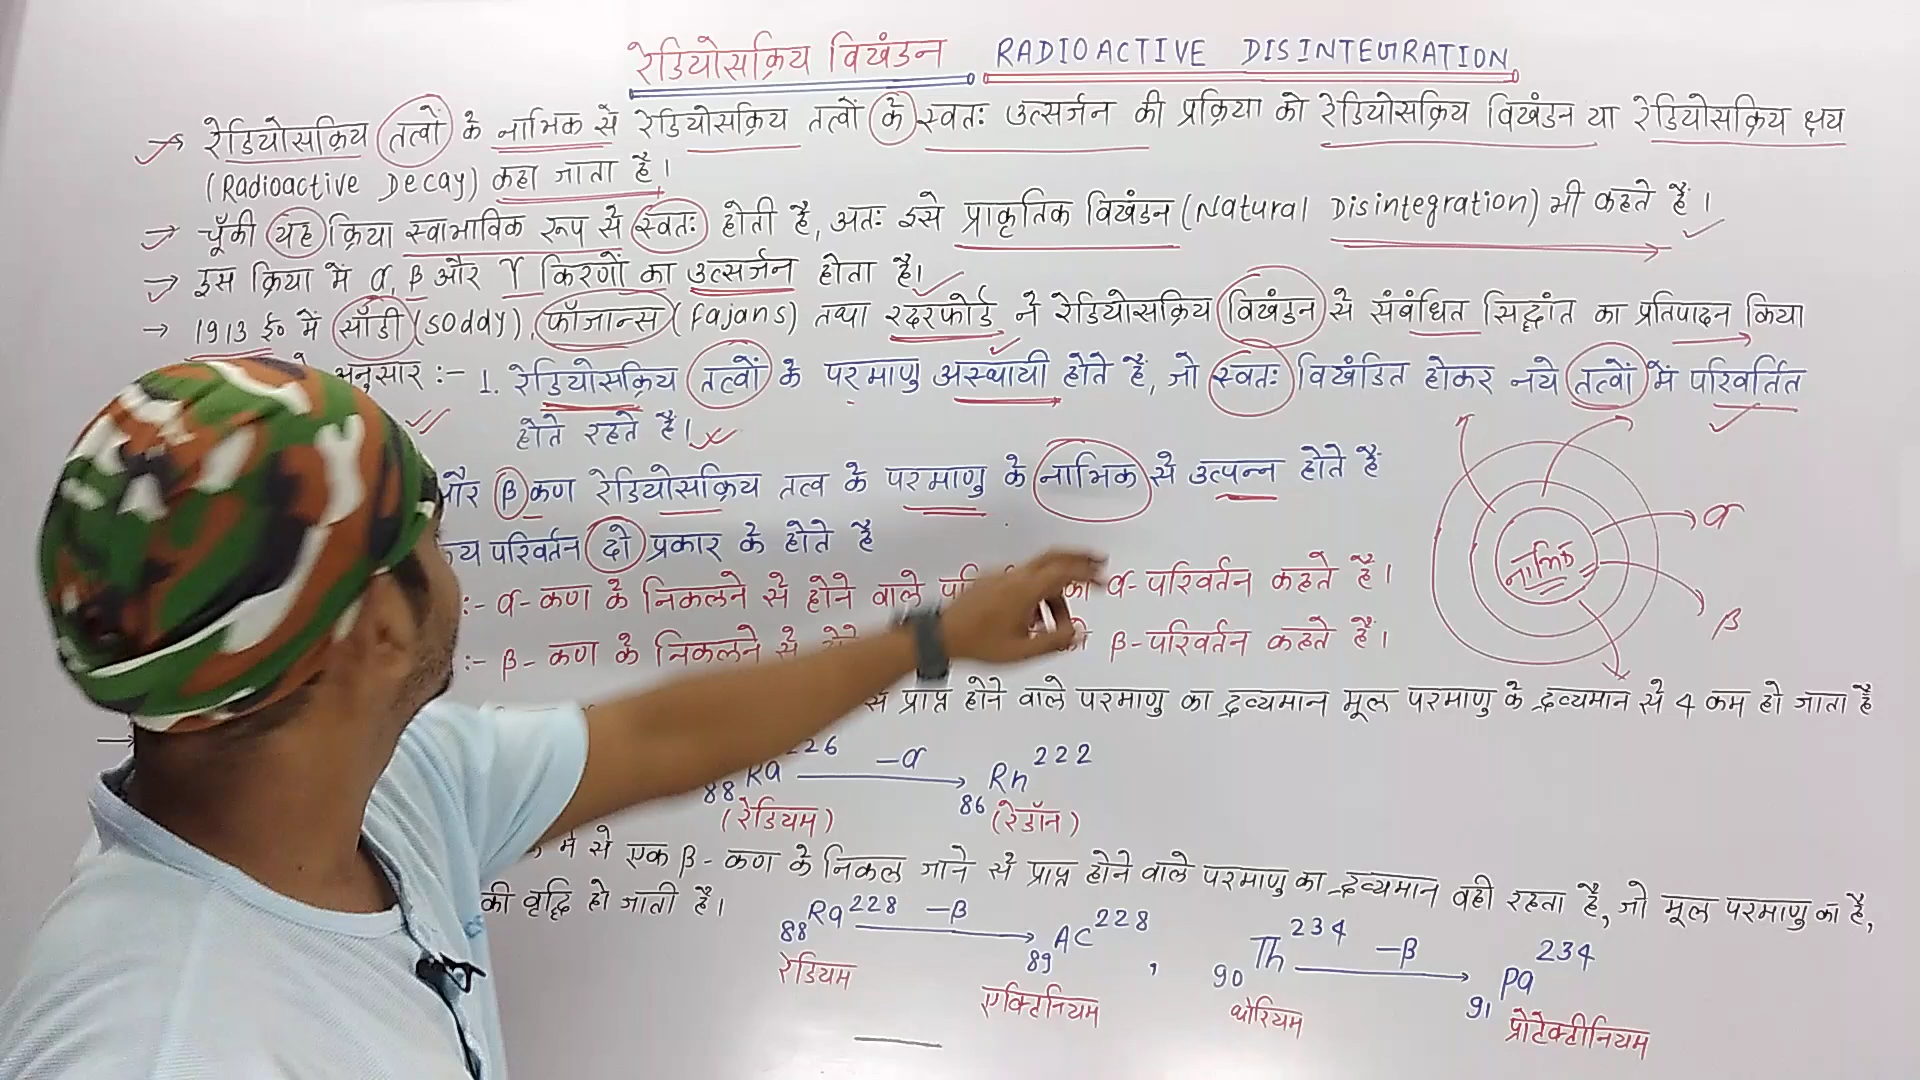 रेडियोसक्रिय विखंडन RADIOACTIVE DISINTEGRATION
→ रेडियोसक्रिय तत्वों के नाभिक से रेडियोसक्रिय तत्वों के स्वतः उत्सर्जन की प्रक्रिया को रेडियोसक्रिय विखंडन या रेडियोसक्रिय क्षय
(Radioactive Decay) कहा जाता है।
→ चूँकी यह क्रिया स्वाभाविक रूप से स्वतः होती है, अतः इसे प्राकृतिक विखंडन (Natural Disintegration) भी कहते हैं।
→ इस क्रिया में α, β और γ किरणों का उत्सर्जन होता है।
→ 1913 ई० में सॉडी (Soddy), फॉजान्स (Fajans) तथा रदरफोर्ड ने रेडियोसक्रिय विखंडन से संबंधित सिद्धांत का प्रतिपादन किया
अनुसार :- 1. रेडियोसक्रिय तत्वों के परमाणु अस्थायी होते हैं, जो स्वतः विखंडित होकर नये तत्वों में परिवर्तित
होते रहते हैं।
और β कण रेडियोसक्रिय तत्व के परमाणु के नाभिक से उत्पन्न होते हैं
परिवर्तन दो प्रकार के होते हैं
:- α- कण के निकलने से होने वाले को α- परिवर्तन कहते हैं।
:- β- कण के निकलने से को β-परिवर्तन कहते हैं।
नाभिक
α
β
→ से प्राप्त होने वाले परमाणु का द्रव्यमान मूल परमाणु के द्रव्यमान से 4 कम हो जाता है
88 Ra 226 –α → 86 Rn 222
(रेडियम) (रेडॉन)
में से एक β- कण के निकल जाने से प्राप्त होने वाले परमाणु का द्रव्यमान वही रहता है, जो मूल परमाणु का है,
की वृद्धि हो जाती है।
88 Ra 228 –β → 89 AC 228 , 90 Th 234 –β → 91 Pa 234
रेडियम एक्टिनियम थोरियम प्रोटेक्टीनियम